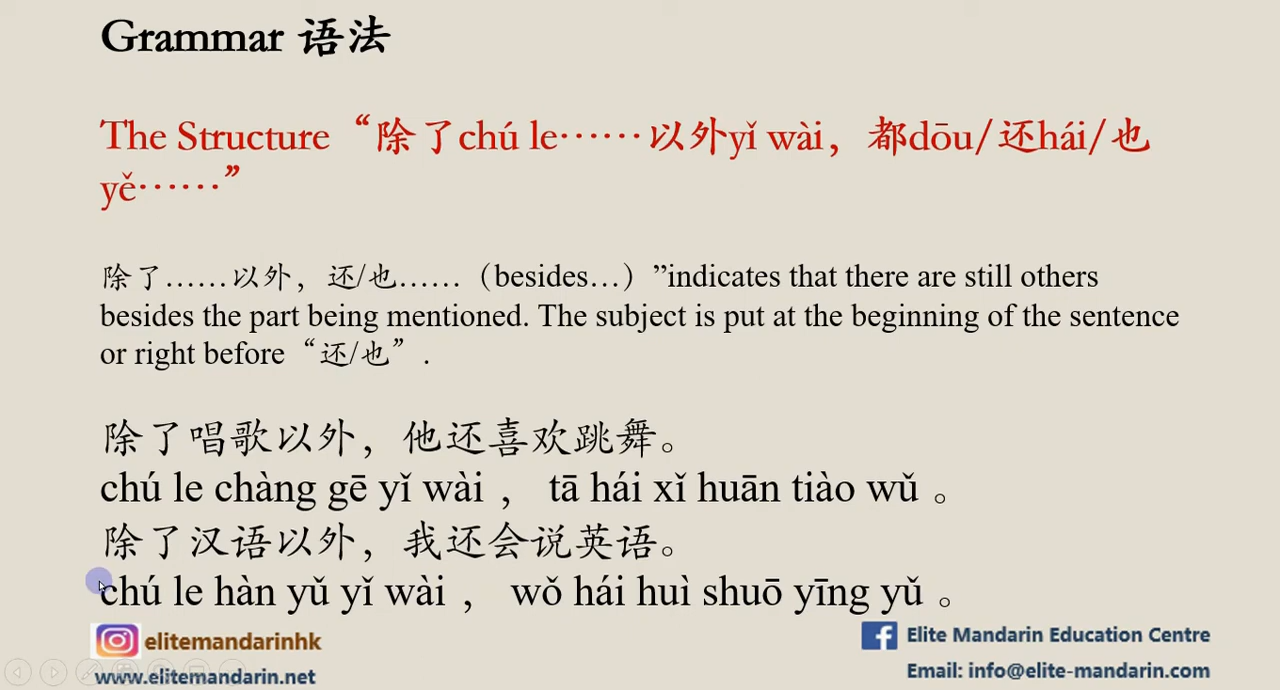 Grammar 语法
The Structure“除了chú le……以外yǐ wài，都dōu/还hái/也
yě……”
除了……以外，还/也……（besides…）”indicates that there are still others
besides the part being mentioned. The subject is put at the beginning of the sentence
or right before“还/也”.
除了唱歌以外，他还喜欢跳舞。
chú le chàng gē yǐ wài ， tā hái xǐ huān tiào wǔ 。
除了汉语以外，我还会说英语。
chú le hàn yǔ yǐ wài ， wǒ hái huì shuō yīng yǔ 。
elitemandarinhk
www.elitemandarin.net
Elite Mandarin Education Centre
Email: info@elite-mandarin.com